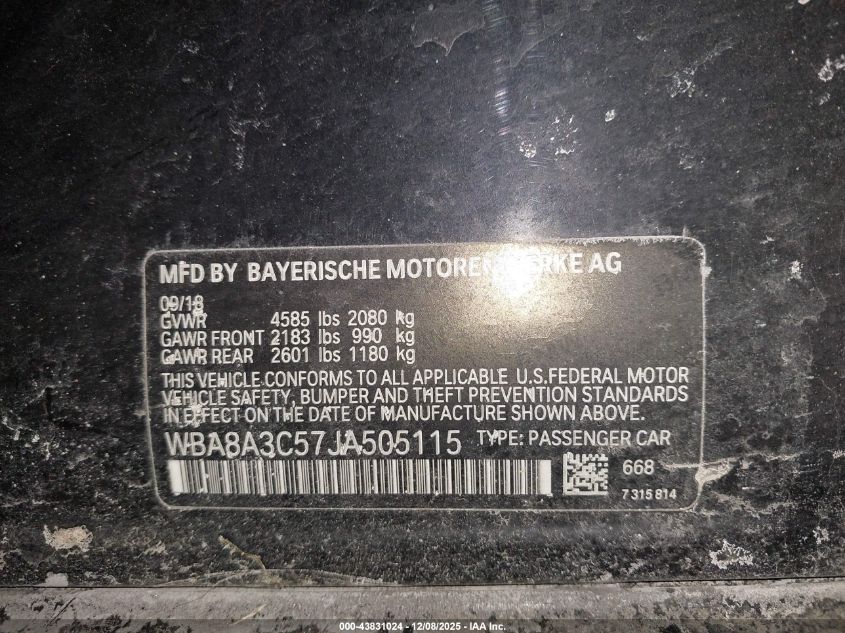 MFD BY BAYERISCHE MOTOREN WERKE AG
09/18
GVWR 4585 lbs 2080 kg
GAWR FRONT 2183 lbs 990 kg
GAWR REAR 2601 lbs 1180 kg
THIS VEHICLE CONFORMS TO ALL APPLICABLE U.S.FEDERAL MOTOR
VEHICLE SAFETY, BUMPER AND THEFT PREVENTION STANDARDS
IN EFFECT ON THE DATE OF MANUFACTURE SHOWN ABOVE.
WBA8A3C57JA505115 TYPE: PASSENGER CAR
668
7315814
000-43831024 - 12/08/2025 - IAA Inc.